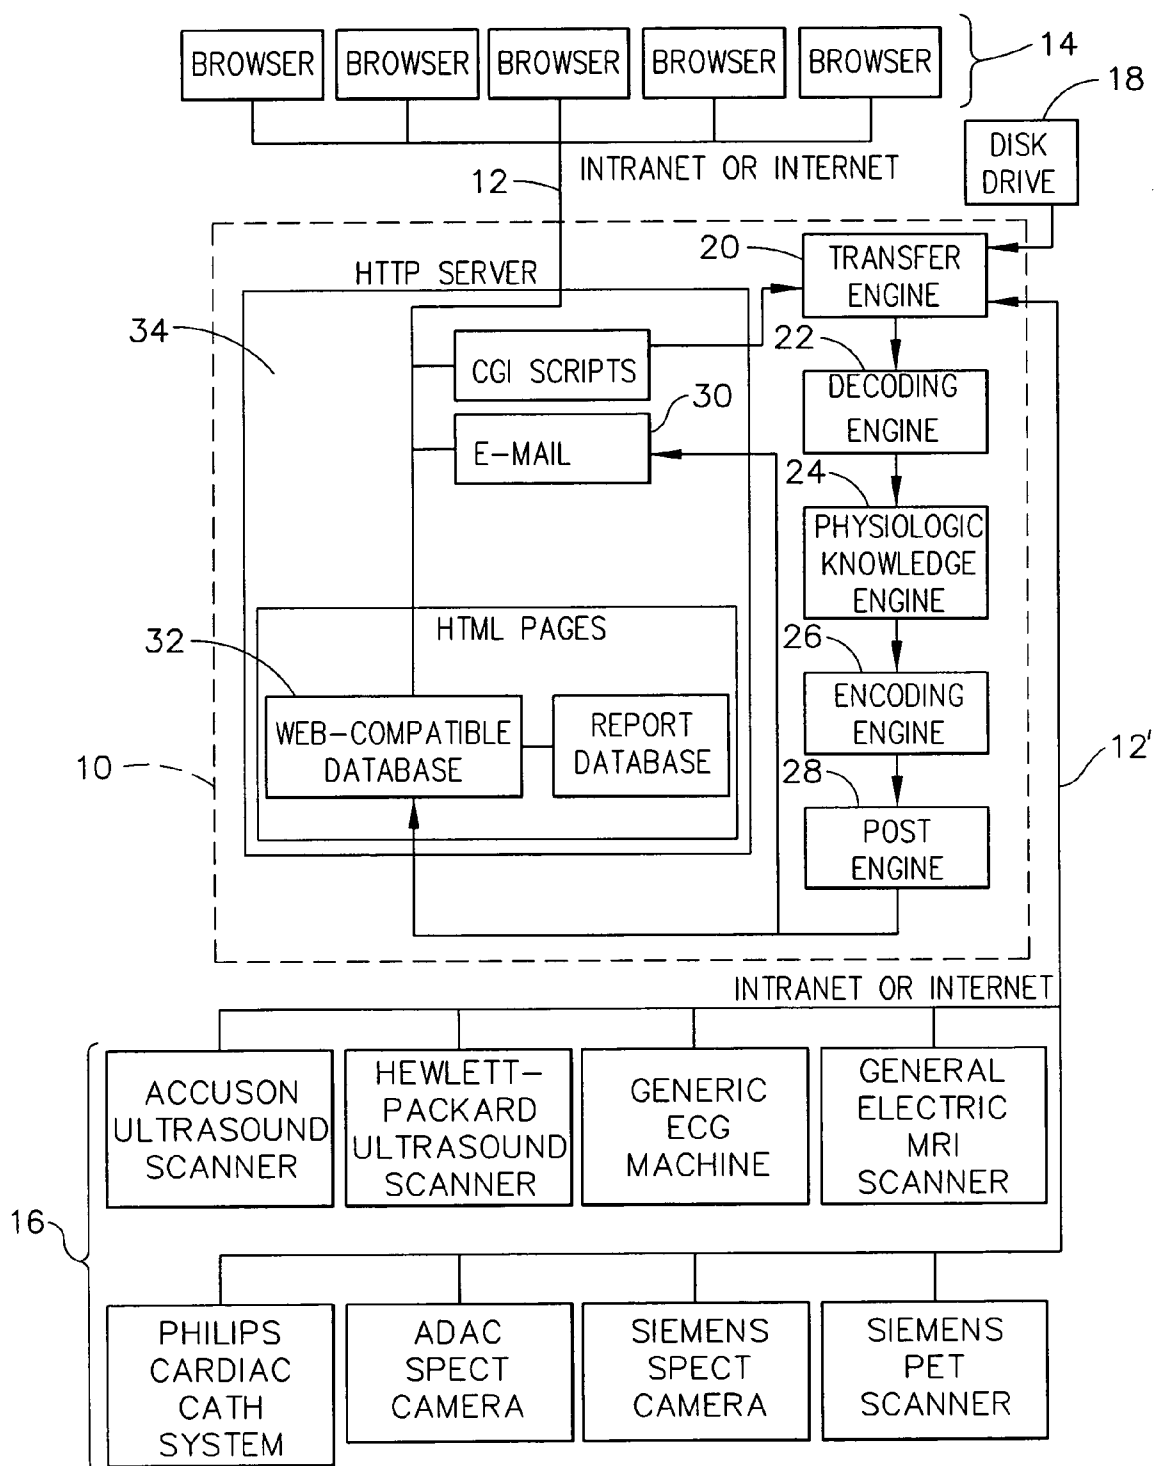 BROWSER BROWSER BROWSER BROWSER BROWSER
14
18
DISK
DRIVE
INTRANET OR INTERNET
12
20
TRANSFER
ENGINE
HTTP SERVER
34
CGI SCRIPTS
22
DECODING
ENGINE
30
E-MAIL
24
PHYSIOLOGIC
KNOWLEDGE
ENGINE
HTML PAGES
32
WEB-COMPATIBLE
DATABASE
REPORT
DATABASE
26
ENCODING
ENGINE
10
12'
28
POST
ENGINE
INTRANET OR INTERNET
16
ACCUSON
ULTRASOUND
SCANNER
HEWLETT-
PACKARD
ULTRASOUND
SCANNER
GENERIC
ECG
MACHINE
GENERAL
ELECTRIC
MRI
SCANNER
PHILIPS
CARDIAC
CATH
SYSTEM
ADAC
SPECT
CAMERA
SIEMENS
SPECT
CAMERA
SIEMENS
PET
SCANNER